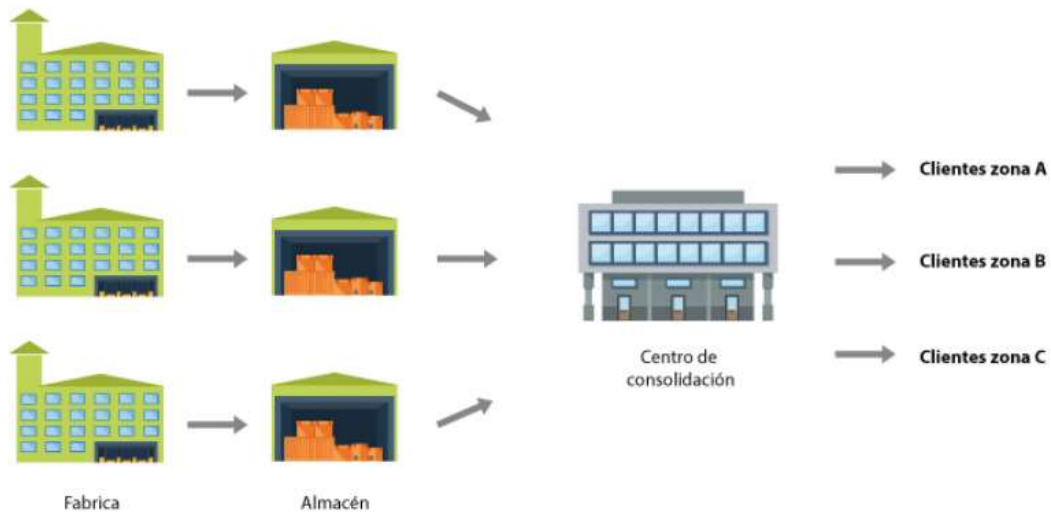 Clientes zona A
Clientes zona B
Centro de
consolidación
Clientes zona C
Fabrica
Almacén